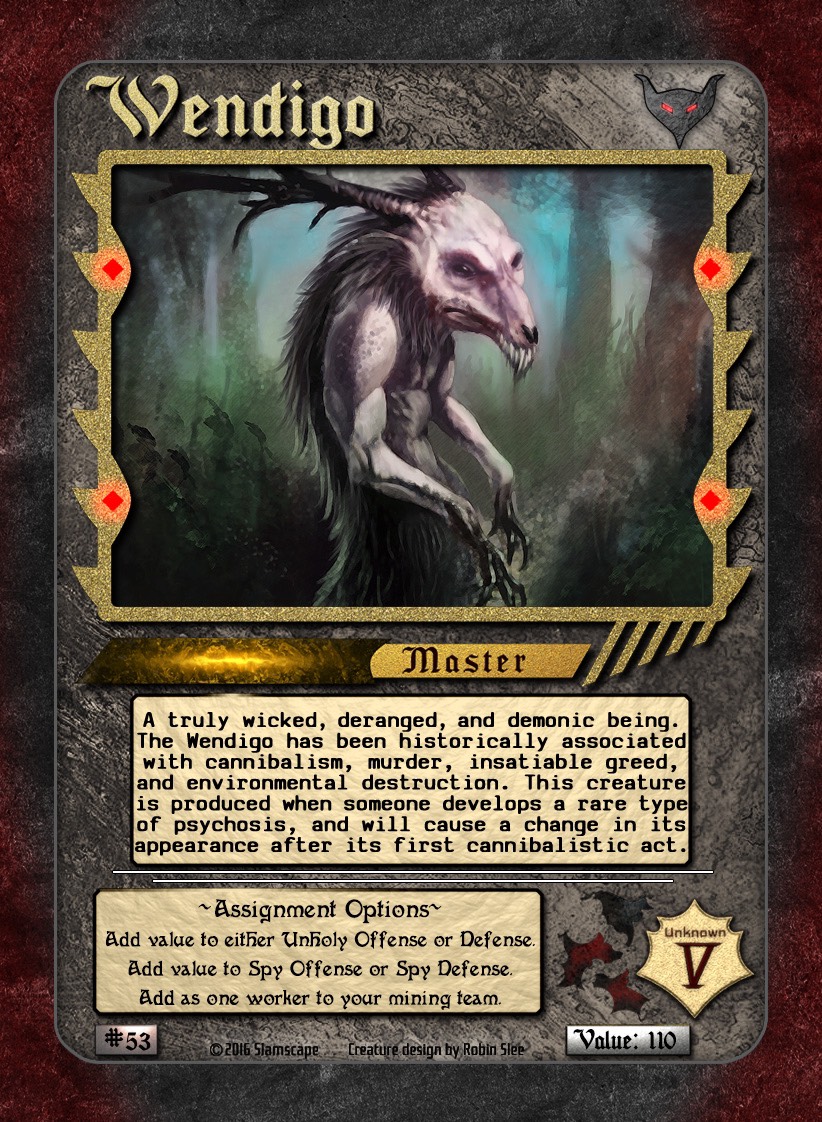 Wendigo
Master
A truly wicked, deranged, and demonic being.
The Wendigo has been historically associated
with cannibalism, murder, insatiable greed,
and environmental destruction. This creature
is produced when someone develops a rare type
of psychosis, and will cause a change in its
appearance after its first cannibalistic act.
~Assignment Options~
Add value to either Unholy Offense or Defense.
Add value to Spy Offense or Spy Defense.
Add as one worker to your mining team.
Unknown
V
#53
©2016 Slamscape
Creature design by Robin Slee
Value: 110